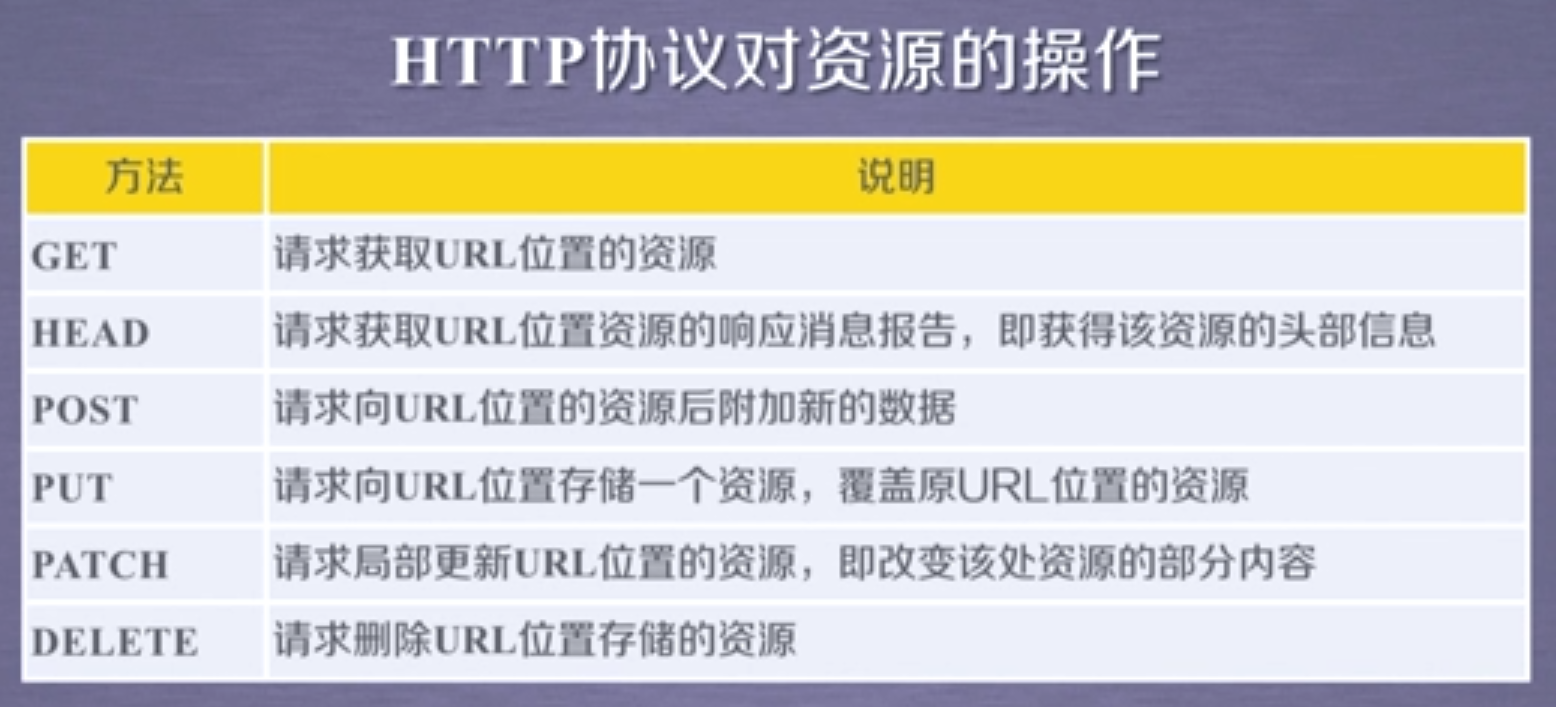 HTTP协议对资源的操作
方法 说明
GET 请求获取URL位置的资源
HEAD 请求获取URL位置资源的响应消息报告，即获得该资源的头部信息
POST 请求向URL位置的资源后附加新的数据
PUT 请求向URL位置存储一个资源，覆盖原URL位置的资源
PATCH 请求局部更新URL位置的资源，即改变该处资源的部分内容
DELETE 请求删除URL位置存储的资源